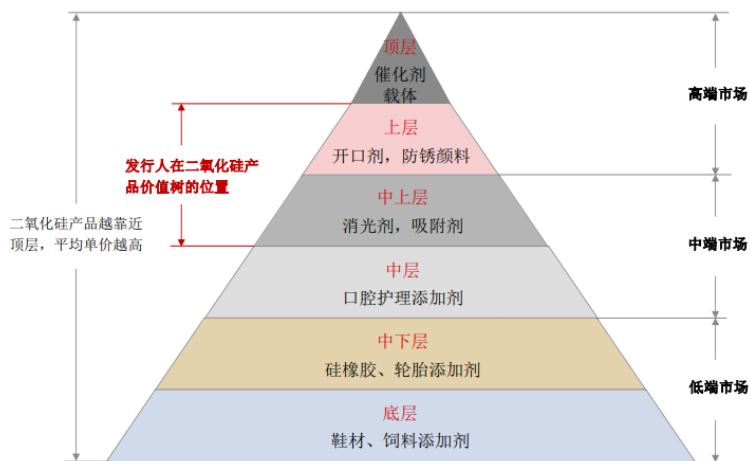 顶层
催化剂
载体
高端市场
上层
开口剂，防锈颜料
发行人在二氧化硅产
品价值树的位置
中上层
消光剂，吸附剂
二氧化硅产品越靠近
顶层，平均单价越高
中端市场
中层
口腔护理添加剂
中下层
硅橡胶、轮胎添加剂
低端市场
底层
鞋材、饲料添加剂